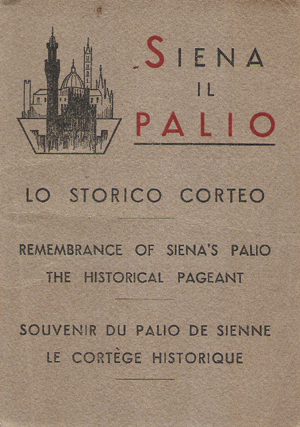 SIENA
IL
PALIO
LO STORICO CORTEO
REMEMBRANCE OF SIENA'S PALIO
THE HISTORICAL PAGEANT
SOUVENIR DU PALIO DE SIENNE
LE CORTÈGE HISTORIQUE